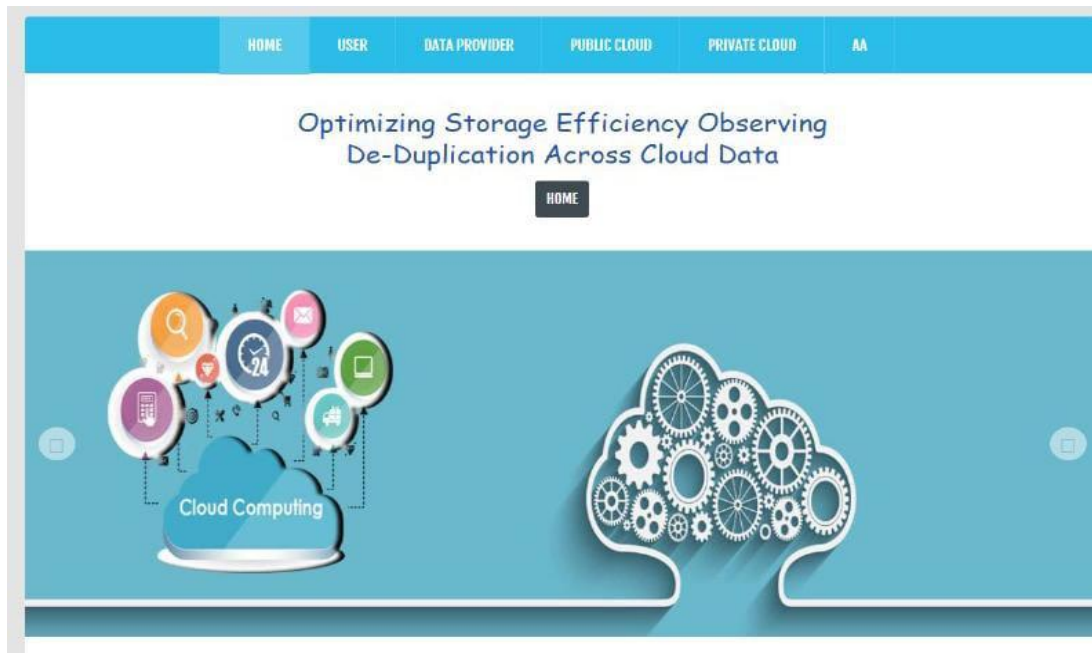 HOME USER DATA PROVIDER PUBLIC CLOUD PRIVATE CLOUD AA
Optimizing Storage Efficiency Observing
De-Duplication Across Cloud Data
HOME
24
Cloud Computing